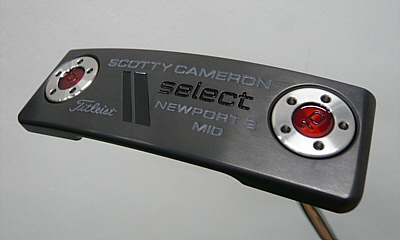 SCOTTY CAMERON
select
Titleist
NEWPORT 2
MID